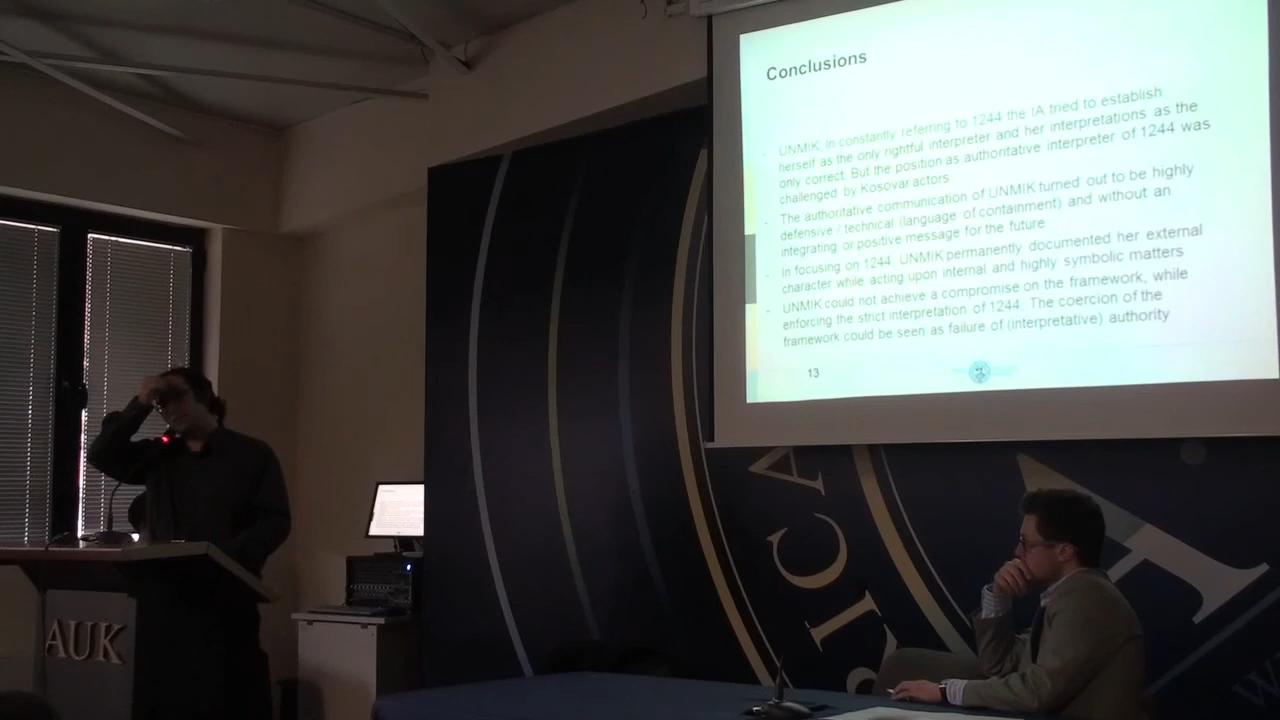 Conclusions
- UNMIK: In constantly referring to 1244 the IA tried to establish
herself as the only rightful interpreter and her interpretations as the
only correct. But the position as authoritative interpreter of 1244 was
challenged by Kosovar actors
- The authoritative communication of UNMIK turned out to be highly
defensive / technical (language of containment) and without an
integrating or positive message for the future
- In focusing on 1244, UNMIK permanently documented her external
character while acting upon internal and highly symbolic matters
- UNMIK could not achieve a compromise on the framework, while
enforcing the strict interpretation of 1244. The coercion of the
framework could be seen as failure of (interpretative) authority
13
AUK
RICA
A